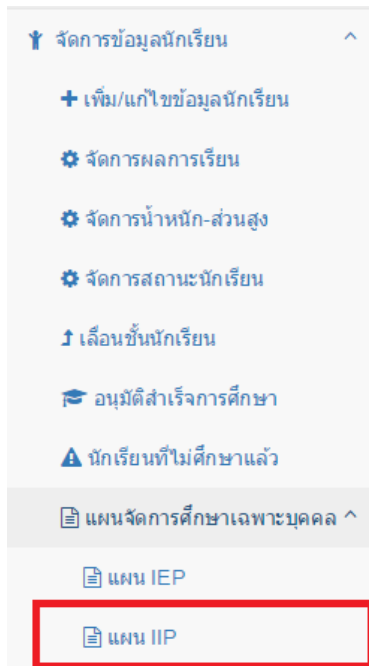 จัดการข้อมูลนักเรียน
เพิ่ม/แก้ไขข้อมูลนักเรียน
จัดการผลการเรียน
จัดการน้ำหนัก-ส่วนสูง
จัดการสถานะนักเรียน
เลื่อนชั้นนักเรียน
อนุมัติสำเร็จการศึกษา
นักเรียนที่ไม่ศึกษาแล้ว
แผนจัดการศึกษาเฉพาะบุคคล
แผน IEP
แผน IIP